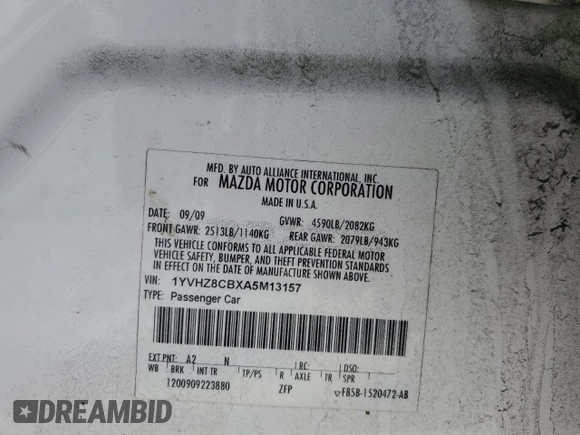 MFD. BY AUTO ALLIANCE INTERNATIONAL, INC.
FOR MAZDA MOTOR CORPORATION
MADE IN U.S.A.
DATE: 09/09 GVWR: 4590LB/2082KG
FRONT GAWR: 2513LB/1140KG REAR GAWR: 2079LB/943KG
THIS VEHICLE CONFORMS TO ALL APPLICABLE FEDERAL MOTOR
VEHICLE SAFETY, BUMPER, AND THEFT PREVENTION STANDARDS
IN EFFECT ON THE DATE OF MANUFACTURE SHOWN ABOVE.
VIN: 1YVHZ8CBXA5M13157
TYPE: Passenger Car
EXT PNT: A2 N RC: DSO:
WB BRK INT TR TP/PS R AXLE TR SPR
1200909223880 ZFP F85B-1520472-AB
DREAMBID